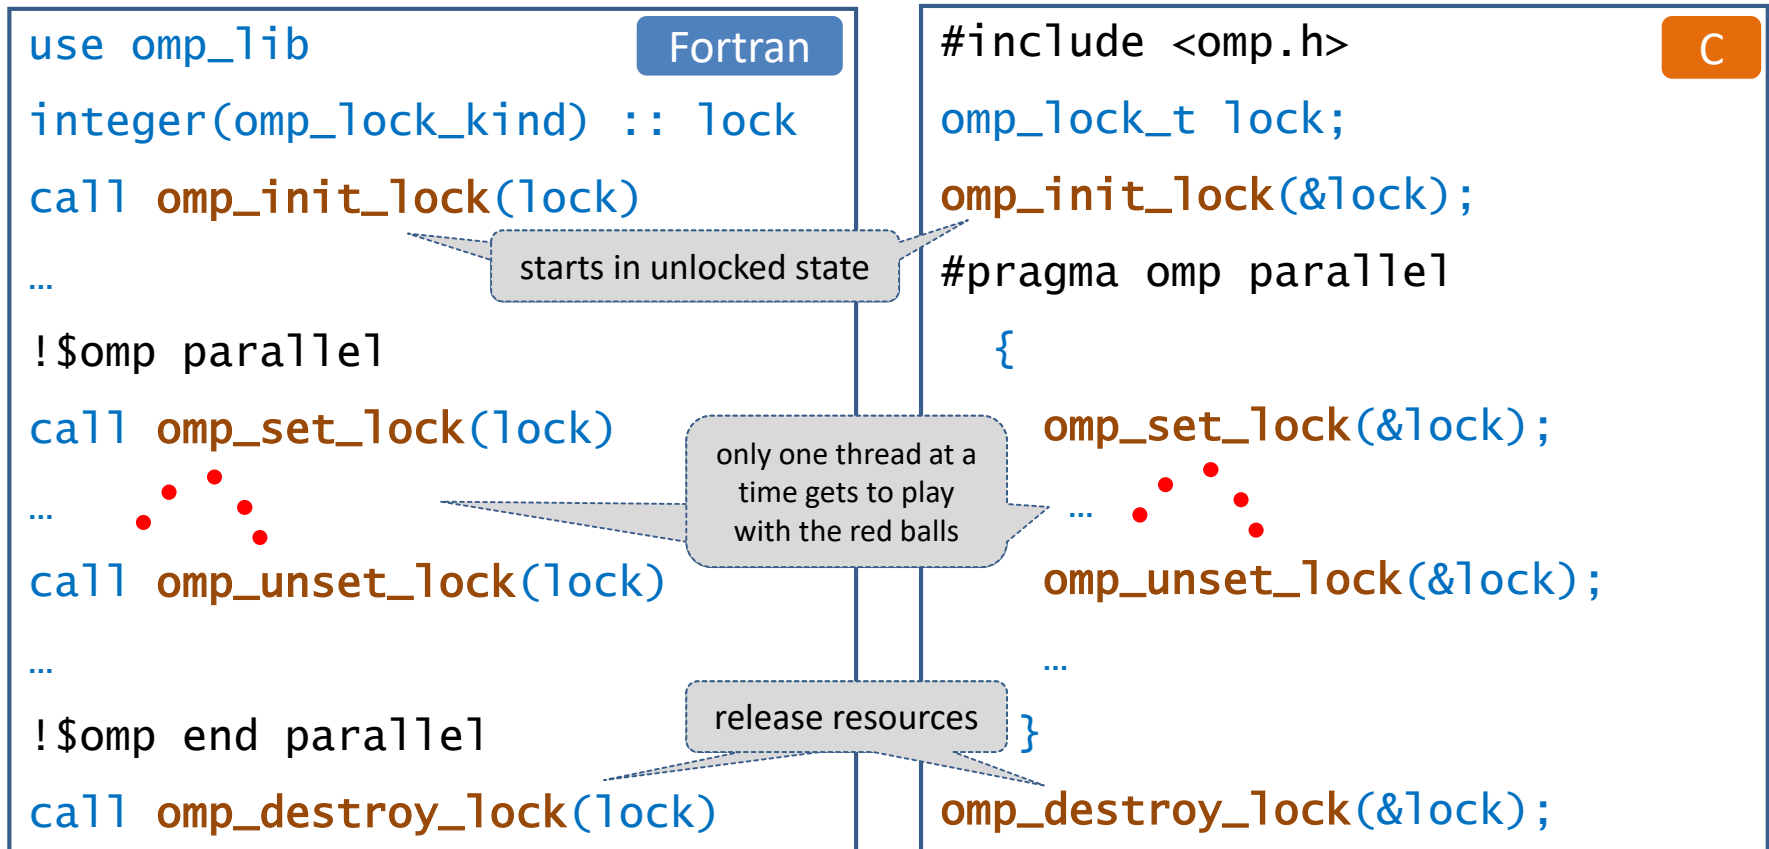 use omp_lib
Fortran
integer(omp_lock_kind) :: lock
call omp_init_lock(lock)
…
!$omp parallel
call omp_set_lock(lock)
…
call omp_unset_lock(lock)
…
!$omp end parallel
call omp_destroy_lock(lock)
starts in unlocked state
only one thread at a
time gets to play
with the red balls
release resources
#include <omp.h>
C
omp_lock_t lock;
omp_init_lock(&lock);
#pragma omp parallel
{
omp_set_lock(&lock);
…
omp_unset_lock(&lock);
…
}
omp_destroy_lock(&lock);